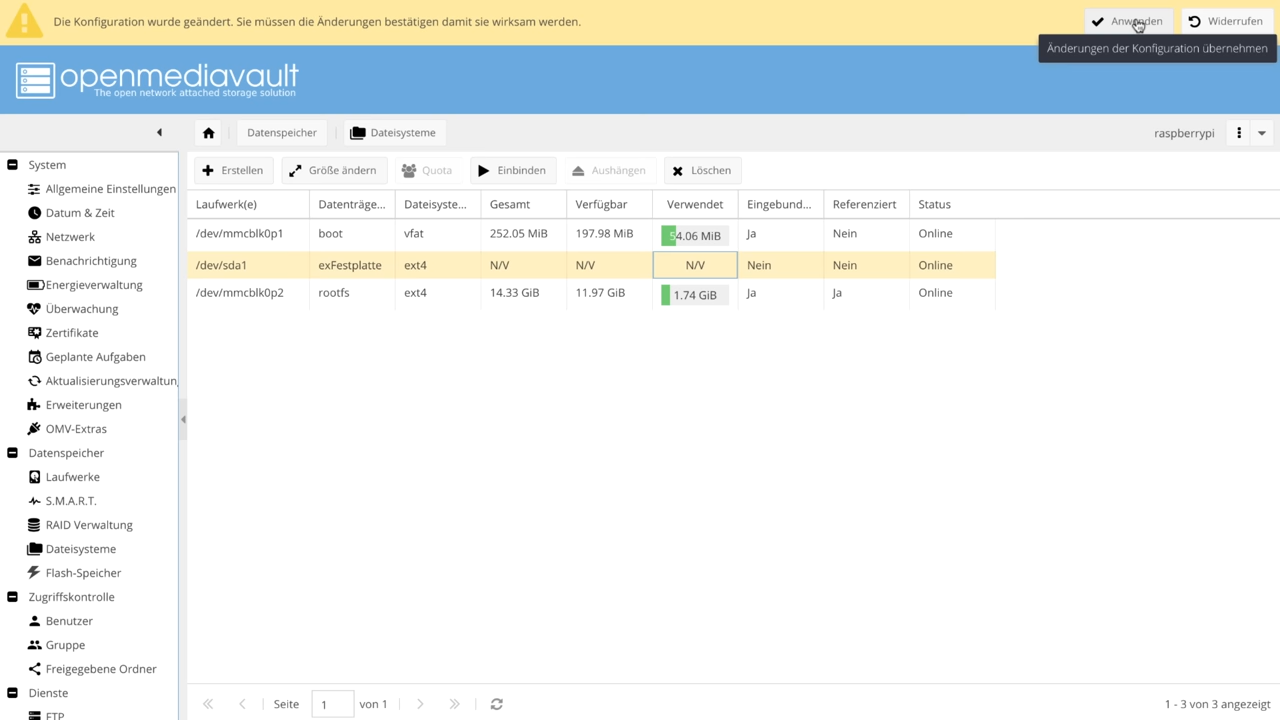 Die Konfiguration wurde geändert. Sie müssen die Änderungen bestätigen damit sie wirksam werden.
Anwenden
Widerrufen
Änderungen der Konfiguration übernehmen
openmediavault
The open network attached storage solution
Datenspeicher
Dateisysteme
raspberrypi
System
Allgemeine Einstellungen
Datum & Zeit
Netzwerk
Benachrichtigung
Energieverwaltung
Überwachung
Zertifikate
Geplante Aufgaben
Aktualisierungsverwaltun
Erweiterungen
OMV-Extras
Datenspeicher
Laufwerke
S.M.A.R.T.
RAID Verwaltung
Dateisysteme
Flash-Speicher
Zugriffskontrolle
Benutzer
Gruppe
Freigegebene Ordner
Dienste
FTP
Erstellen Größe ändern Quota Einbinden Aushängen Löschen
Laufwerk(e) Datenträge... Dateisyste... Gesamt Verfügbar Verwendet Eingebund... Referenziert Status
/dev/mmcblk0p1 boot vfat 252.05 MiB 197.98 MiB 54.06 MiB Ja Nein Online
/dev/sda1 exFestplatte ext4 N/V N/V N/V Nein Nein Online
/dev/mmcblk0p2 rootfs ext4 14.33 GiB 11.97 GiB 1.74 GiB Ja Ja Online
Seite 1 von 1
1 - 3 von 3 angezeigt